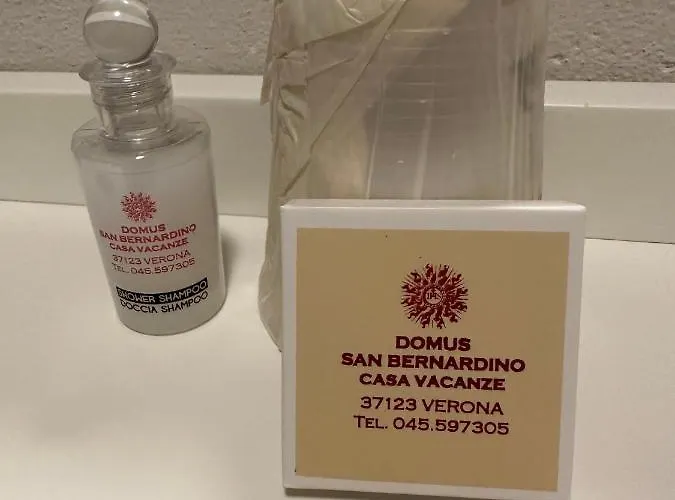 DOMUS
SAN BERNARDINO
CASA VACANZE
37123 VERONA
TEL. 045.597305
SHOWER SHAMPOO
DOCCIA SHAMPOO
IHS
DOMUS
SAN BERNARDINO
CASA VACANZE
37123 VERONA
TEL. 045.597305